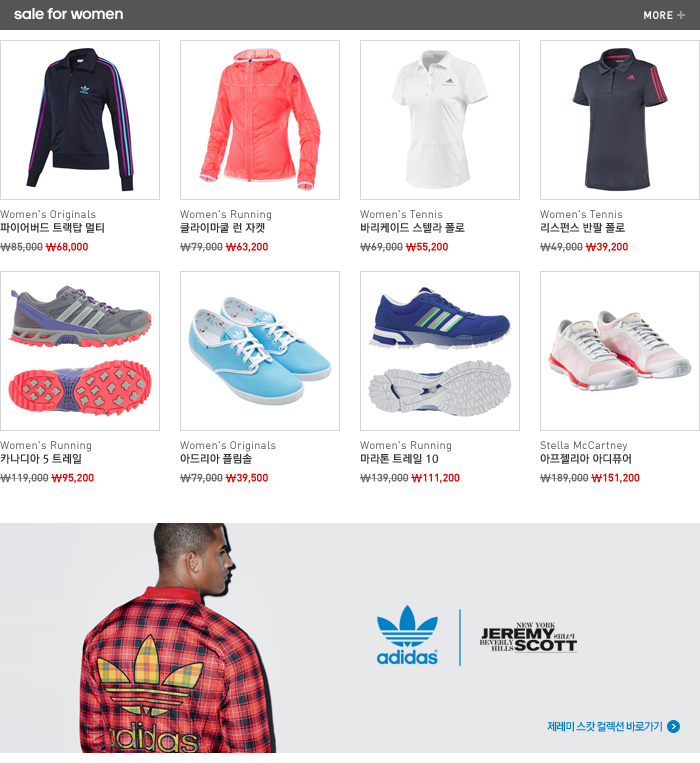 sale for women
MORE +
Women's Originals
파이어버드 트랙탑 멀티
₩85,000 ₩68,000
Women's Running
클라이마쿨 런 자켓
₩79,000 ₩63,200
Women's Tennis
바리케이드 스텔라 폴로
₩69,000 ₩55,200
Women's Tennis
리스펀스 반팔 폴로
₩49,000 ₩39,200
Women's Running
카나디아 5 트레일
₩119,000 ₩95,200
Women's Originals
아드리아 플림솔
₩79,000 ₩39,500
Women's Running
마라톤 트레일 10
₩139,000 ₩111,200
Stella McCartney
아프젤리아 아디퓨어
₩189,000 ₩151,200
adidas
adidas
NEW YORK
JEREMY PARIS
BEVERLY HILLS SCOTT
제레미 스캇 컬렉션 바로가기